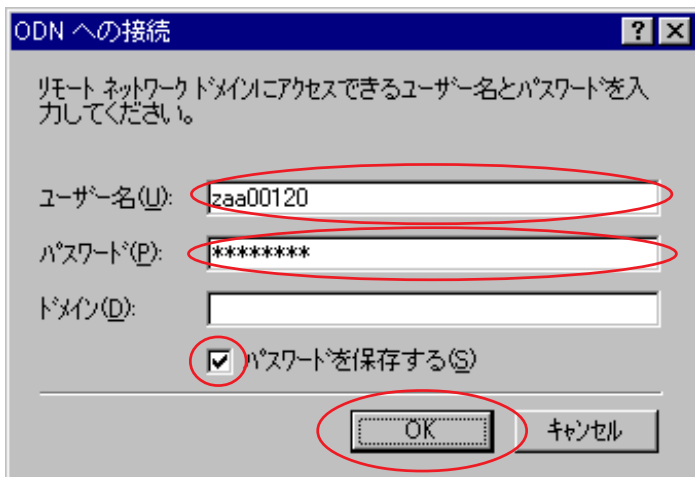 ODN への接続
リモート ネットワーク ドメインにアクセスできるユーザー名とパスワードを入
力してください。
ユーザー名(U):
zaa00120
パスワード(P):
********
ドメイン(D):
パスワードを保存する(S)
OK
キャンセル